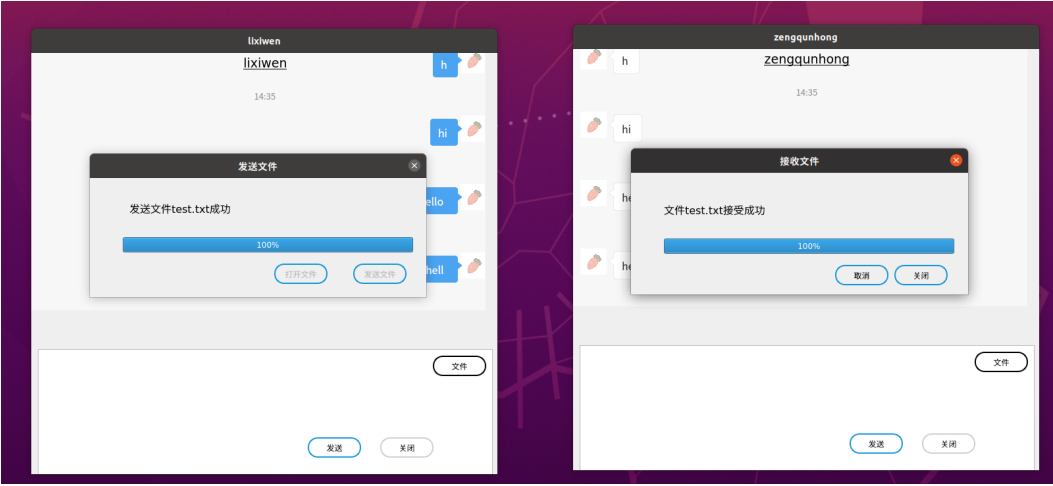 lixiwen
lixiwen
h
14:35
hi
发送文件
发送文件test.txt成功
ello
100%
打开文件
发送文件
hell
文件
发送
关闭
zengqunhong
zengqunhong
h
14:35
hi
接收文件
文件test.txt接受成功
he
100%
取消
关闭
he
文件
发送
关闭